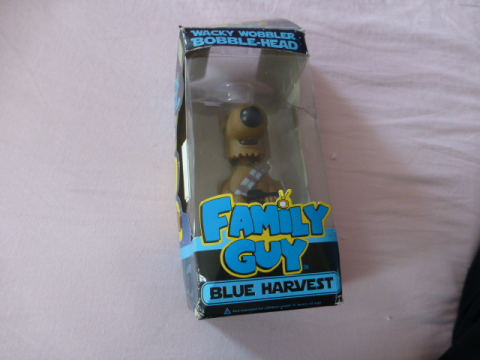 WACKY WOBBLER
BOBBLE-HEAD
FAMILY
GUY
BLUE HARVEST